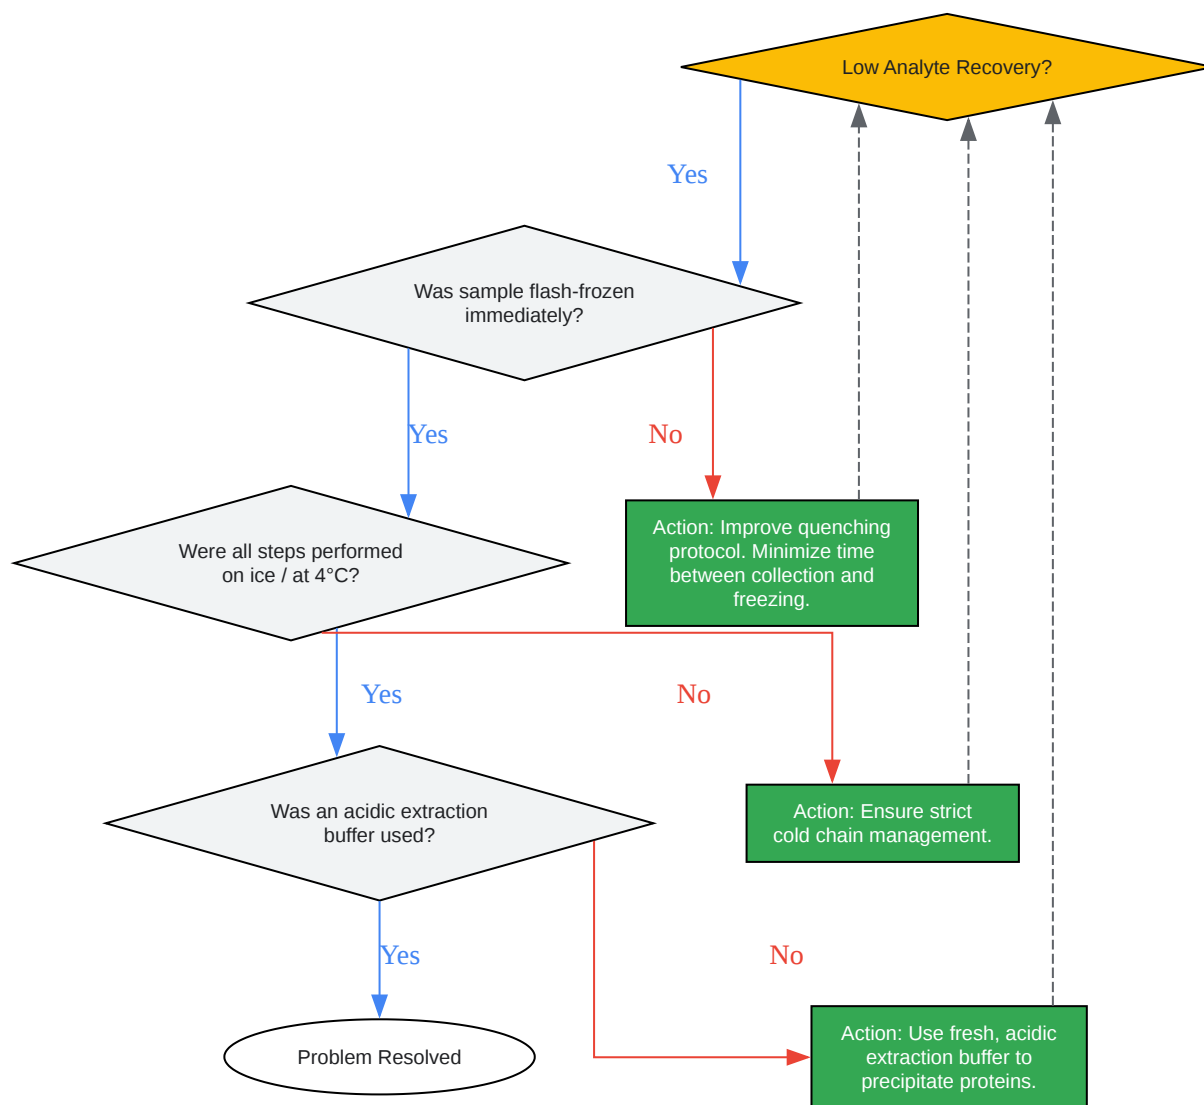 Low Analyte Recovery?
Yes
Was sample flash-frozen
immediately?
Yes
No
Action: Improve quenching
protocol. Minimize time
between collection and
freezing.
Were all steps performed
on ice / at 4°C?
Yes
No
Action: Ensure strict
cold chain management.
Was an acidic extraction
buffer used?
Yes
No
Problem Resolved
Action: Use fresh, acidic
extraction buffer to
precipitate proteins.